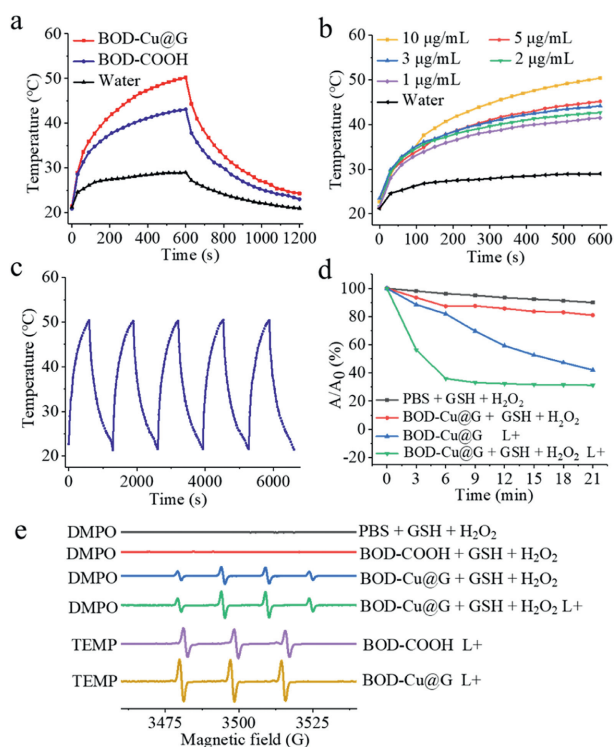 a
BOD-Cu@G
BOD-COOH
Water
Temperature (°C)
60
50
40
30
20
0 200 400 600 800 1000 1200
Time (s)
b
10 μg/mL 5 μg/mL
3 μg/mL 2 μg/mL
1 μg/mL
Water
Temperature (°C)
60
50
40
30
20
0 100 200 300 400 500 600
Time (s)
c
Temperature (°C)
60
50
40
30
20
0 2000 4000 6000
Time (s)
d
A/A₀ (%)
100
80
60
40
20
0
-20
PBS + GSH + H₂O₂
BOD-Cu@G + GSH + H₂O₂
BOD-Cu@G L+
BOD-Cu@G + GSH + H₂O₂ L+
0 3 6 9 12 15 18 21
Time (min)
e
DMPO PBS + GSH + H₂O₂
DMPO BOD-COOH + GSH + H₂O₂
DMPO BOD-Cu@G + GSH + H₂O₂
DMPO BOD-Cu@G + GSH + H₂O₂ L+
TEMP BOD-COOH L+
TEMP BOD-Cu@G L+
3475 3500 3525
Magnetic field (G)